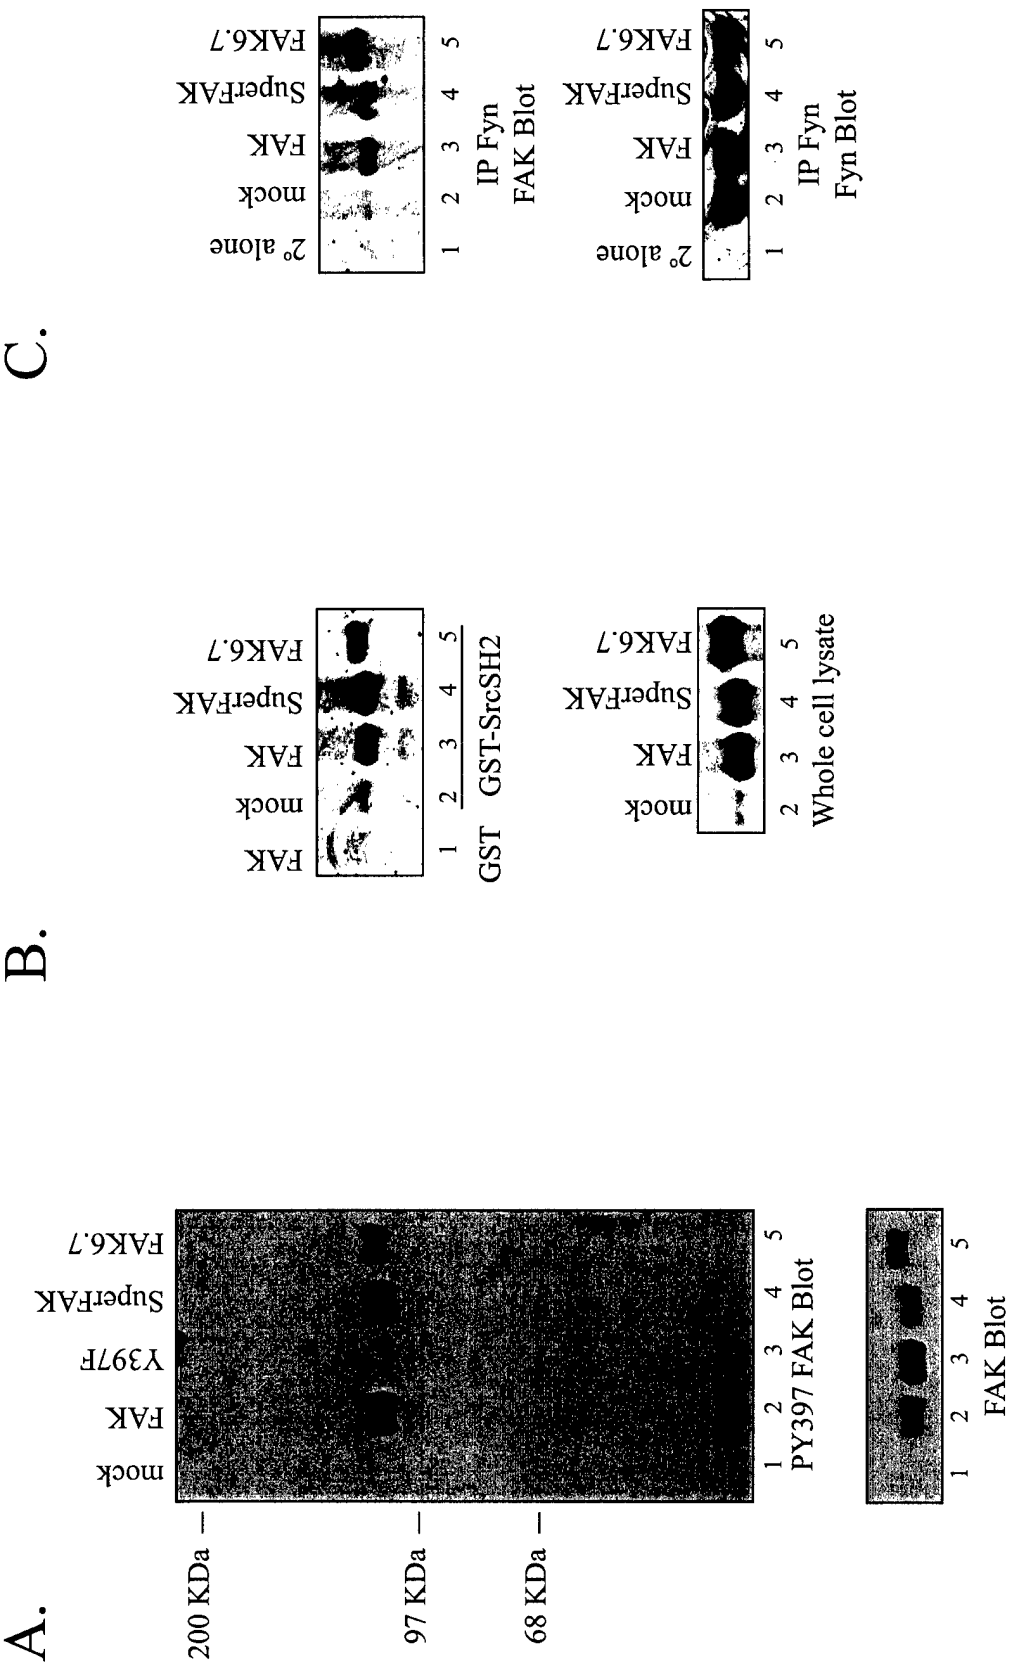 A.
mock
FAK
Y397F
SuperFAK
FAK6.7
200 KDa
97 KDa
68 KDa
1 2 3 4 5
PY397 FAK Blot
1 2 3 4 5
FAK Blot
B.
FAK
mock
FAK
SuperFAK
FAK6.7
1 2 3 4 5
GST GST-SrcSH2
mock
FAK
SuperFAK
FAK6.7
2 3 4 5
Whole cell lysate
C.
2° alone
mock
FAK
SuperFAK
FAK6.7
1 2 3 4 5
IP Fyn
FAK Blot
2° alone
mock
FAK
SuperFAK
FAK6.7
1 2 3 4 5
IP Fyn
Fyn Blot